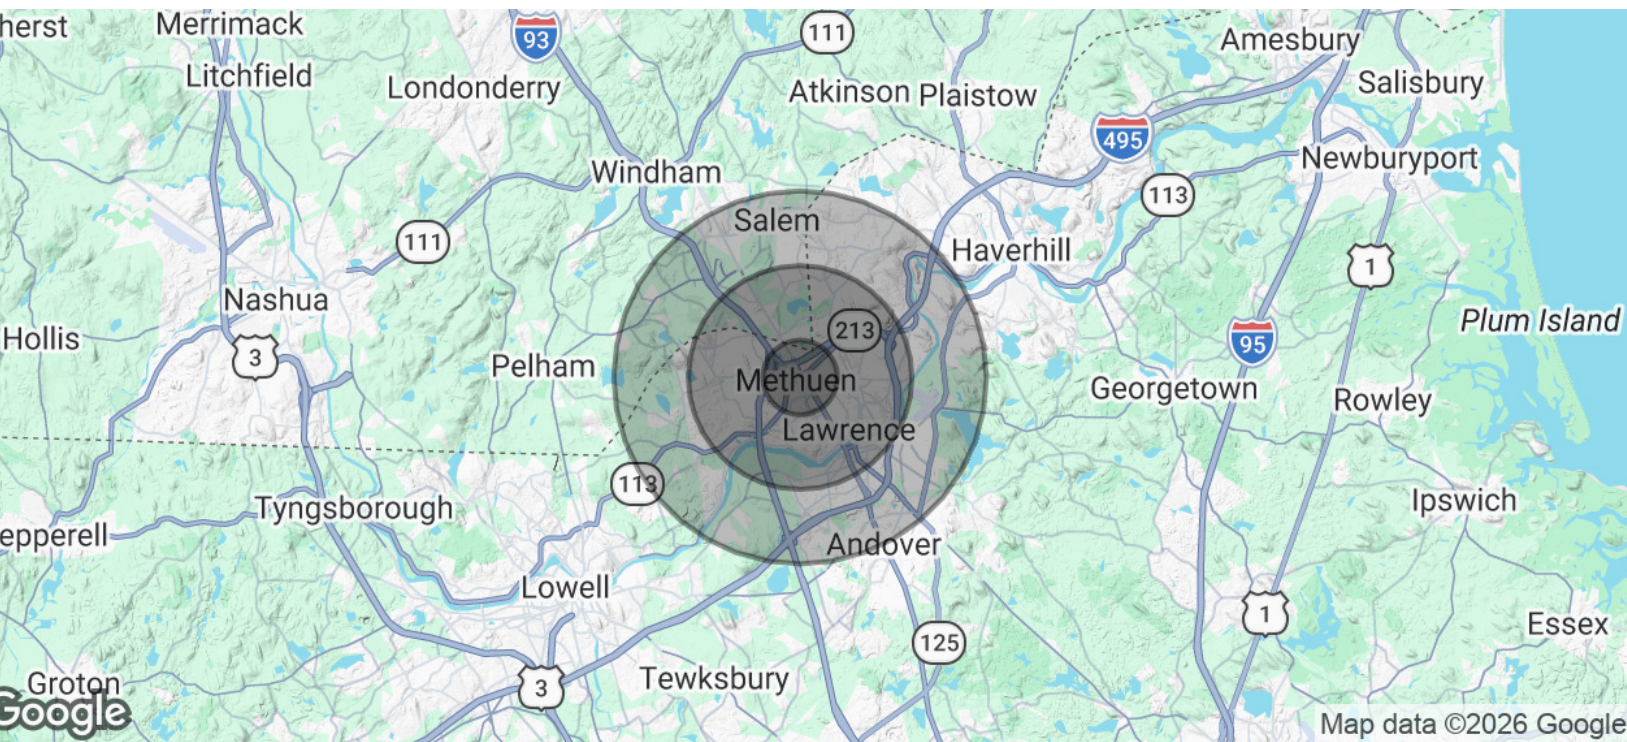 herst
Merrimack
93
111
Amesbury
Litchfield
Londonderry
Atkinson
Plaistow
Salisbury
495
Windham
Newburyport
113
Salem
111
Haverhill
1
Nashua
Plum Island
Hollis
213
95
3
Pelham
Methuen
Georgetown
Rowley
Lawrence
113
Tyngsborough
Ipswich
epperell
Andover
Lowell
1
Essex
125
Tewksbury
Groton
3
Google
Map data ©2026 Google